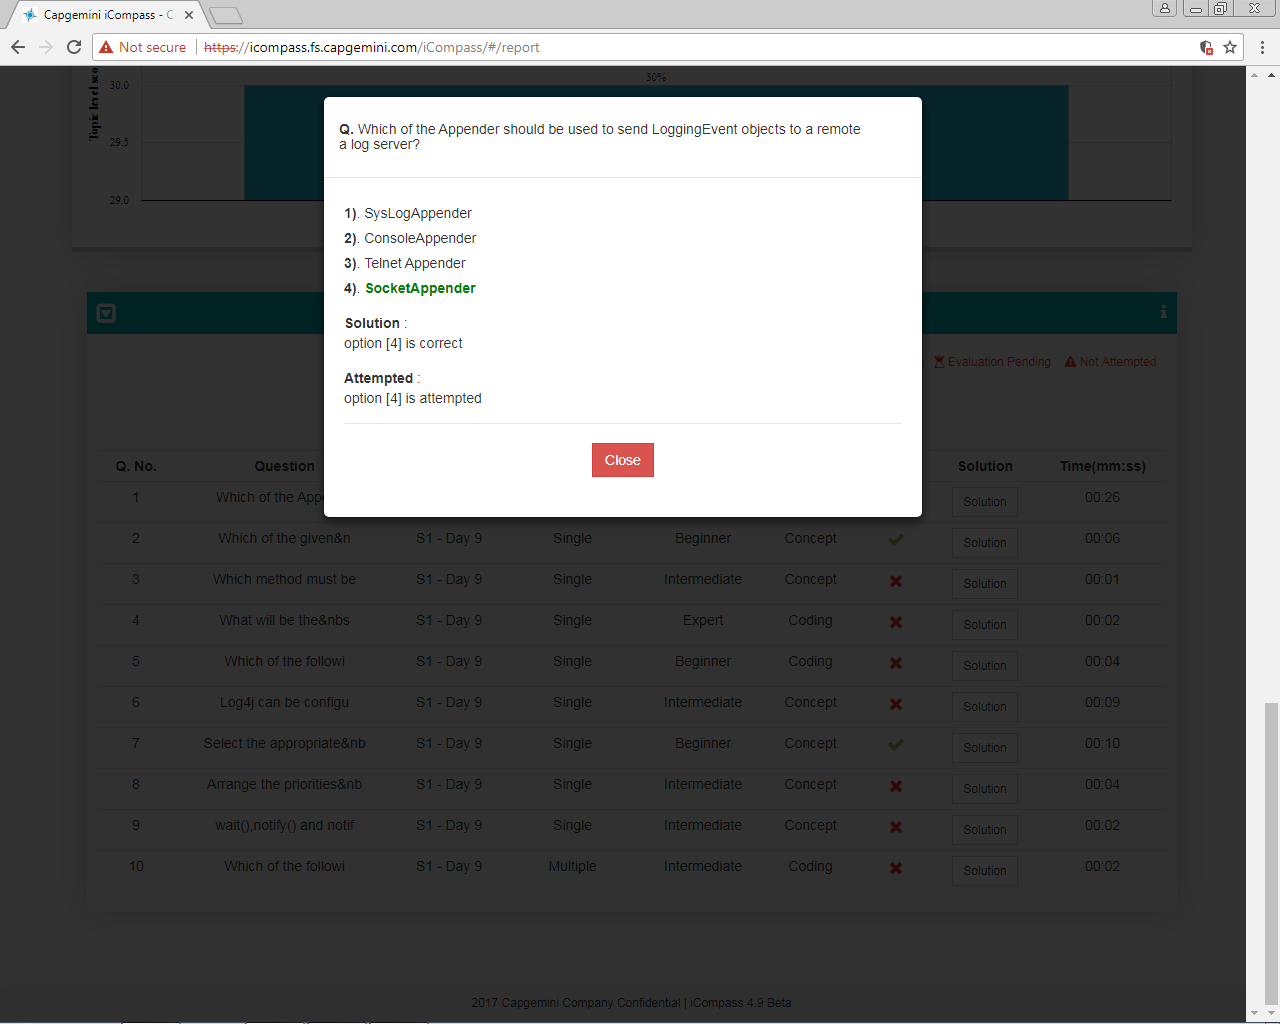 Capgemini iCompass - C
Not secure
https://icompass.fs.capgemini.com/iCompass/#/report
Topic level sco
30.0
29.5
29.0
30%
Q. Which of the Appender should be used to send LoggingEvent objects to a remote
a log server?
1). SysLogAppender
2). ConsoleAppender
3). Telnet Appender
4). SocketAppender
Solution :
option [4] is correct
Attempted :
option [4] is attempted
Close
Evaluation Pending Not Attempted
Q. No. Question Solution Time(mm:ss)
1 Which of the App Solution 00:26
2 Which of the given&n S1 - Day 9 Single Beginner Concept Solution 00:06
3 Which method must be S1 - Day 9 Single Intermediate Concept Solution 00:01
4 What will be the&nbs S1 - Day 9 Single Expert Coding Solution 00:02
5 Which of the followi S1 - Day 9 Single Beginner Coding Solution 00:04
6 Log4j can be configu S1 - Day 9 Single Intermediate Concept Solution 00:09
7 Select the appropriate&nb S1 - Day 9 Single Beginner Concept Solution 00:10
8 Arrange the priorities&nb S1 - Day 9 Single Intermediate Concept Solution 00:04
9 wait(),notify() and notif S1 - Day 9 Single Intermediate Concept Solution 00:02
10 Which of the followi S1 - Day 9 Multiple Intermediate Coding Solution 00:02
2017 Capgemini Company Confidential | iCompass 4.9 Beta